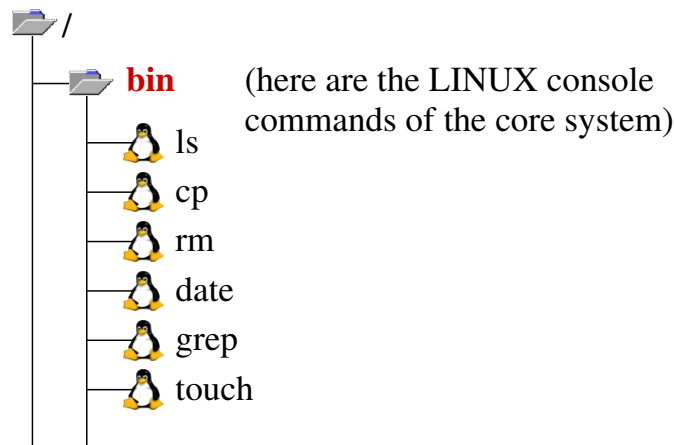 /
bin (here are the LINUX console
commands of the core system)
ls
cp
rm
date
grep
touch